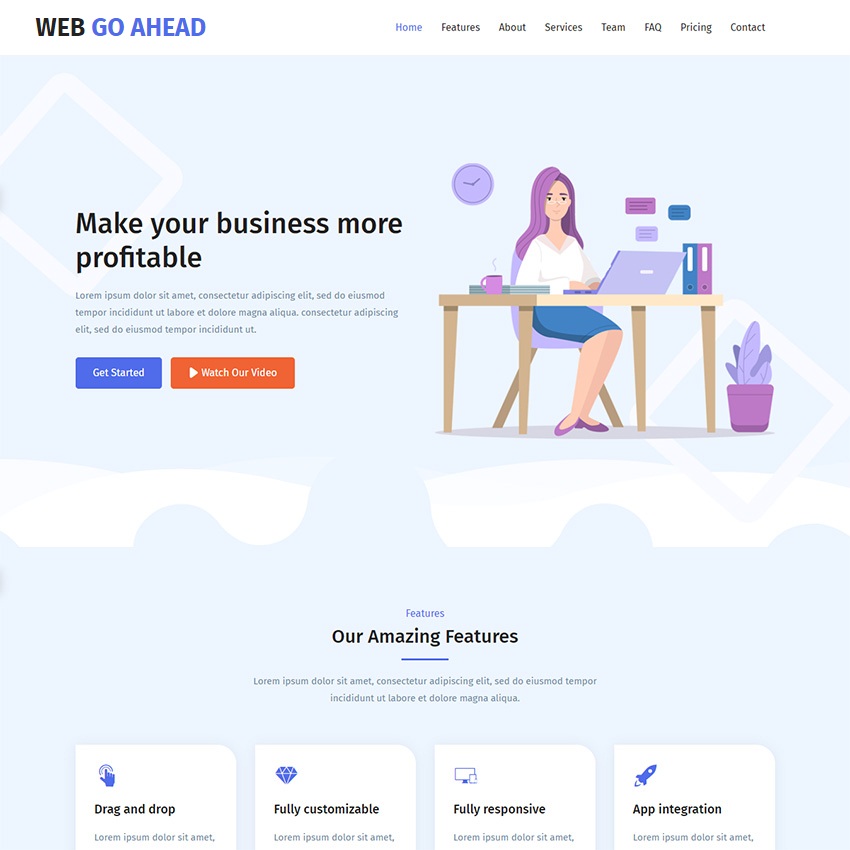 WEB GO AHEAD
Home Features About Services Team FAQ Pricing Contact
Make your business more
profitable
Lorem ipsum dolor sit amet, consectetur adipiscing elit, sed do eiusmod
tempor incididunt ut labore et dolore magna aliqua. consectetur adipiscing
elit, sed do eiusmod tempor incididunt ut.
Get Started Watch Our Video
Features
Our Amazing Features
Lorem ipsum dolor sit amet, consectetur adipiscing elit, sed do eiusmod tempor
incididunt ut labore et dolore magna aliqua.
Drag and drop Fully customizable Fully responsive App integration
Lorem ipsum dolor sit amet, Lorem ipsum dolor sit amet, Lorem ipsum dolor sit amet, Lorem ipsum dolor sit amet,